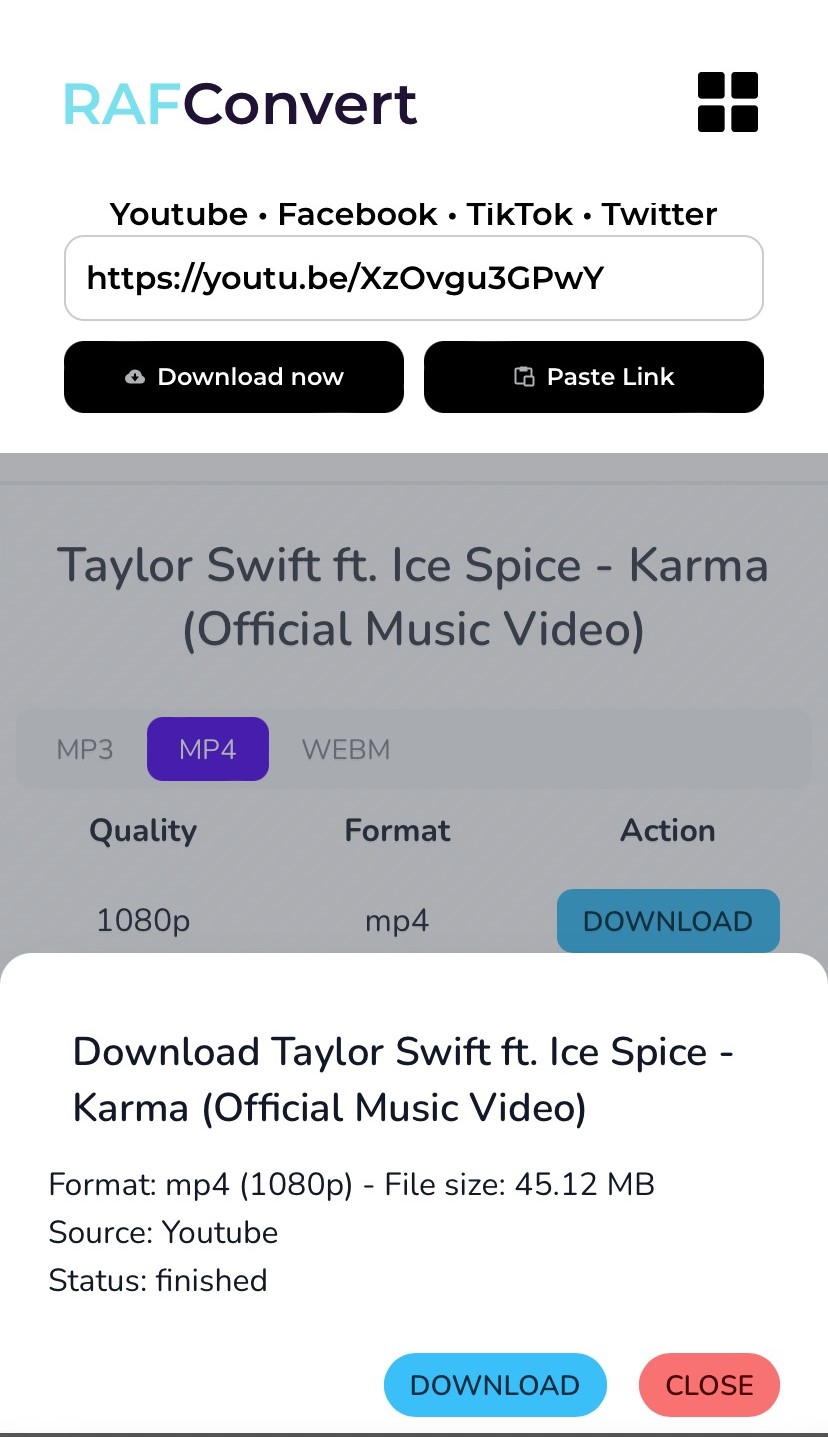 RAFConvert
Youtube • Facebook • TikTok • Twitter
https://youtu.be/XzOvgu3GPwY
Download now
Paste Link
Taylor Swift ft. Ice Spice - Karma
(Official Music Video)
MP3 MP4 WEBM
Quality Format Action
1080p mp4 DOWNLOAD
Download Taylor Swift ft. Ice Spice -
Karma (Official Music Video)
Format: mp4 (1080p) - File size: 45.12 MB
Source: Youtube
Status: finished
DOWNLOAD CLOSE